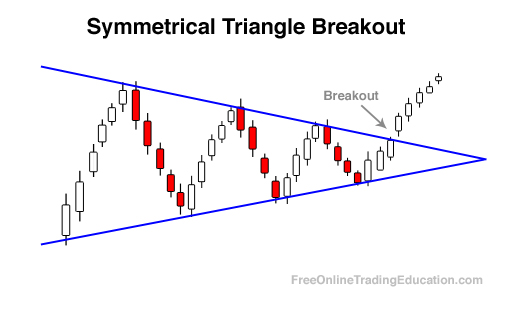 Symmetrical Triangle Breakout
Breakout
FreeOnlineTradingEducation.com